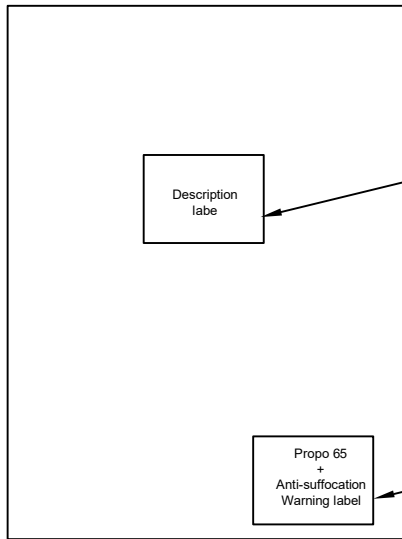 Description
labe
Propo 65
+
Anti-suffocation
Warning label